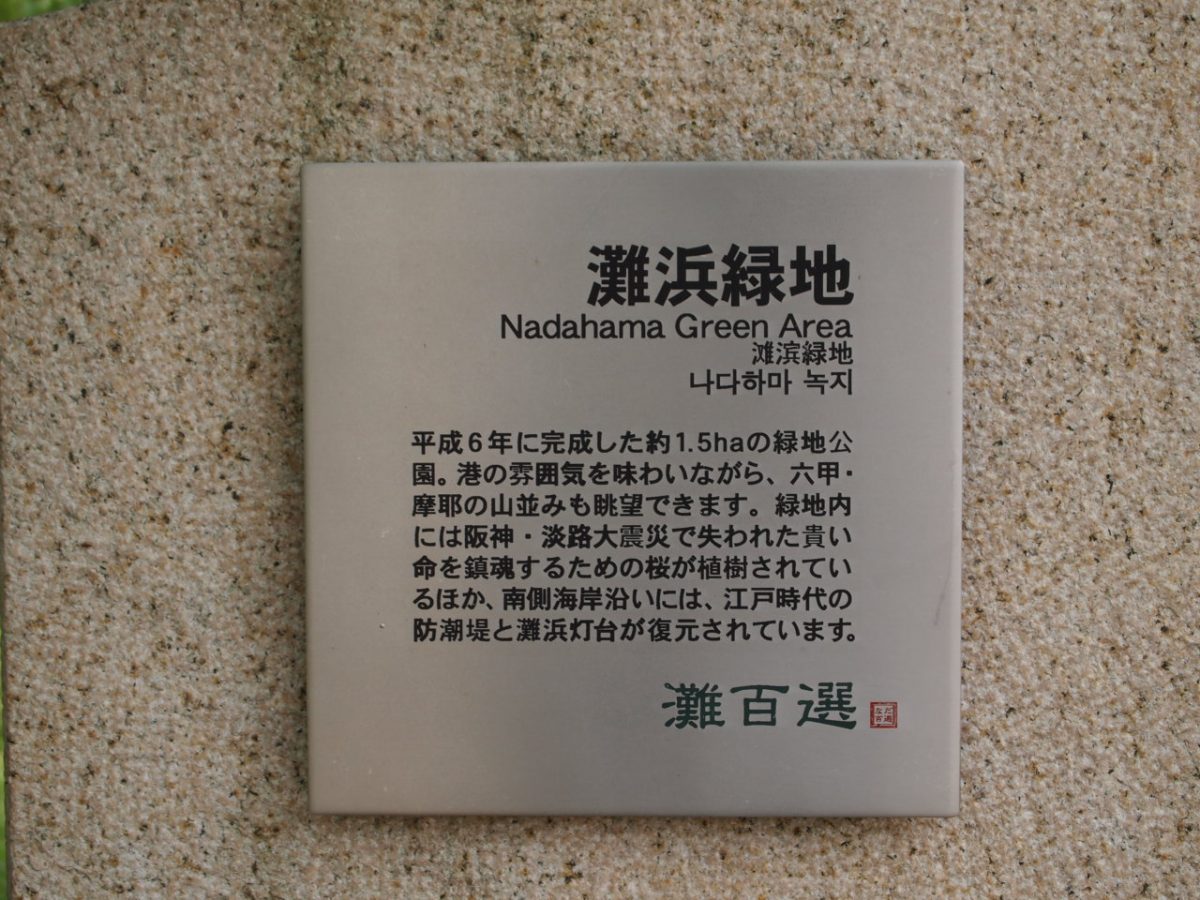 灘浜緑地
Nadahama Green Area
滩滨緑地
나다하마 녹지
平成6年に完成した約1.5haの緑地公
園。港の雰囲気を味わいながら、六甲・
摩耶の山並みも眺望できます。緑地内
には阪神・淡路大震災で失われた貴い
命を鎮魂するための桜が植樹されてい
るほか、南側海岸沿いには、江戸時代の
防潮堤と灘浜灯台が復元されています。
灘百選